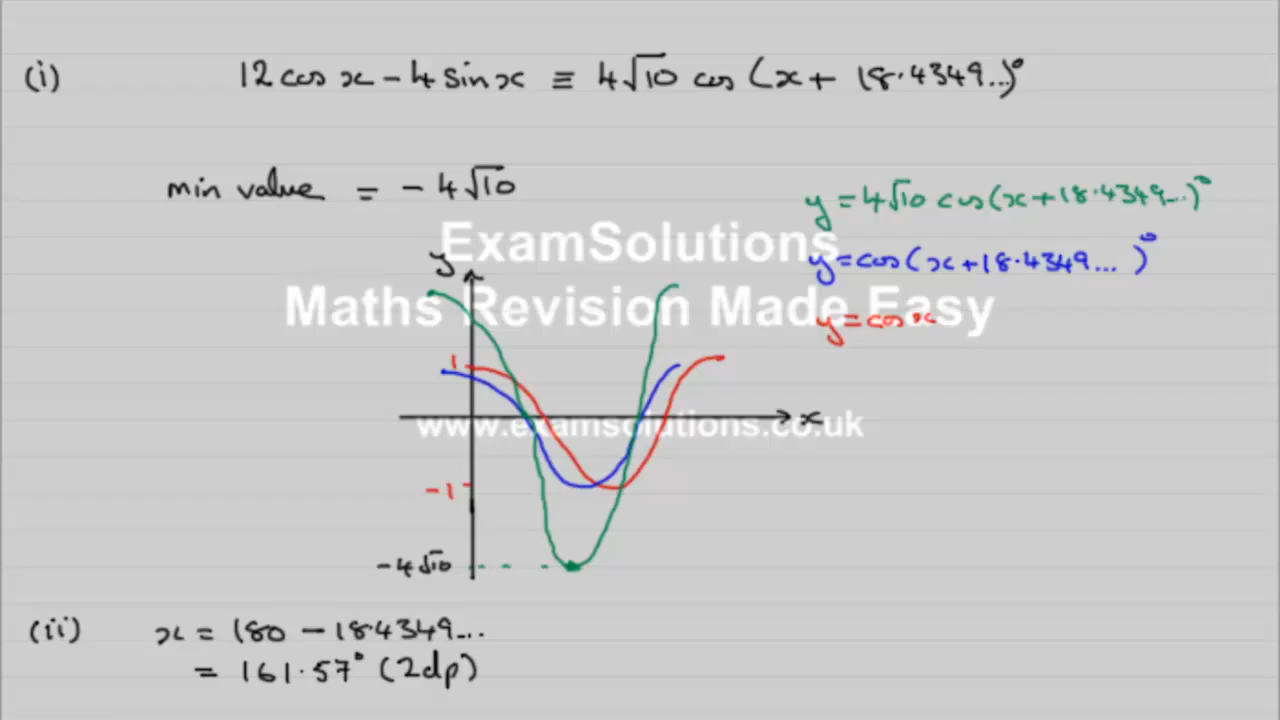 (i) 12 cos x - 4 sin x ≡ 4√10 cos (x + 18.4349...)°
min value = - 4√10
y = 4√10 cos (x + 18.4349...)°
ExamSolutions
y = cos (x + 18.4349...)°
y
Maths Revision Made Easy
y = cos x
1
x
www.examsolutions.co.uk
-1
-4√10
(ii) x = 180 - 18.4349...
= 161.57° (2dp)